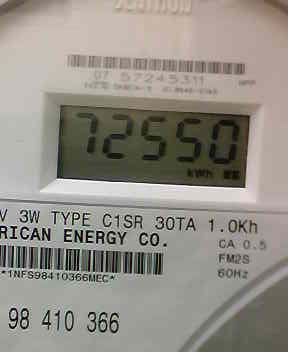 07 57245311
72550
kWh
V 3W TYPE C1SR 30TA 1.0Kh
RICAN ENERGY CO.
CA 0.5
FM2S
60Hz
*1NFS98410366MEC*
98 410 366